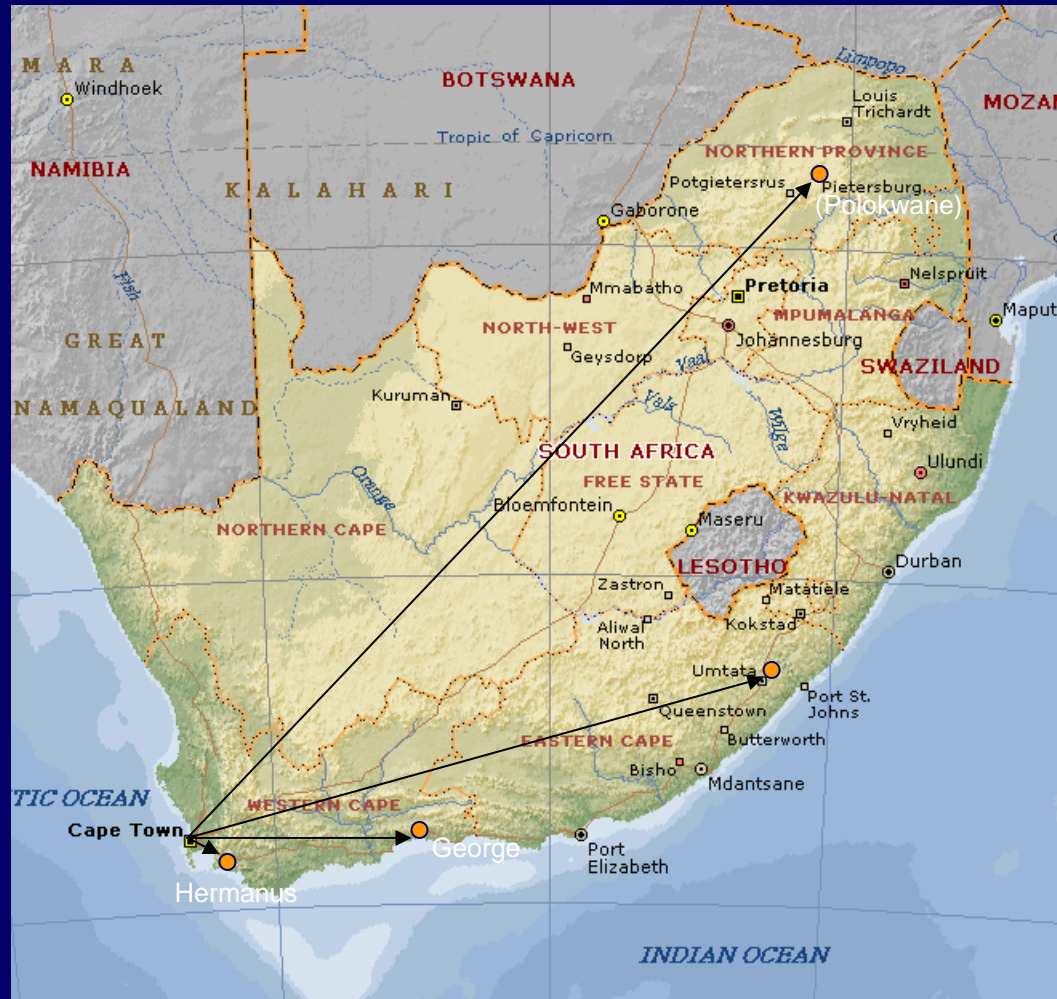 MARA
Windhoek
NAMIBIA
BOTSWANA
Tropic of Capricorn
KALAHARI
Limpopo
Louis
Trichardt
MOZAM
NORTHERN PROVINCE
Potgietersrus
Pietersburg
(Polokwane)
Gaborone
Fish
Nelspruit
Mmabatho
Pretoria
MPUMALANGA
Maput
NORTH-WEST
Johannesburg
GREAT
NAMAQUALAND
Geysdorp
Vaal
SWAZILAND
Kuruman
Vals
Wilge
Vryheid
SOUTH AFRICA
Ulundi
Orange
FREE STATE
KWAZULU-NATAL
Bloemfontein
Maseru
NORTHERN CAPE
LESOTHO
Durban
Zastron
Matatiele
Aliwal
North
Kokstad
Umtata
Port St.
Johns
Queenstown
Butterworth
EASTERN CAPE
Bisho
Mdantsane
TIC OCEAN
WESTERN CAPE
Cape Town
George
Port
Elizabeth
Hermanus
INDIAN OCEAN